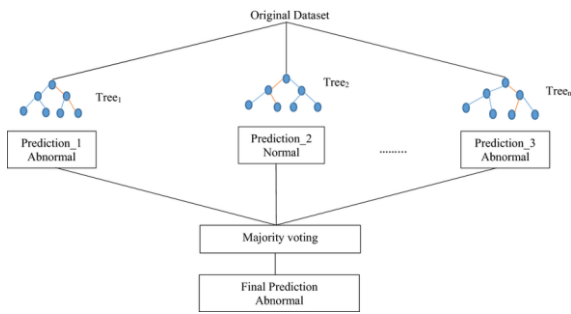 Original Dataset
Tree₁
Tree₂
Treeₙ
Prediction_1
Abnormal
Prediction_2
Normal
.........
Prediction_3
Abnormal
Majority voting
Final Prediction
Abnormal